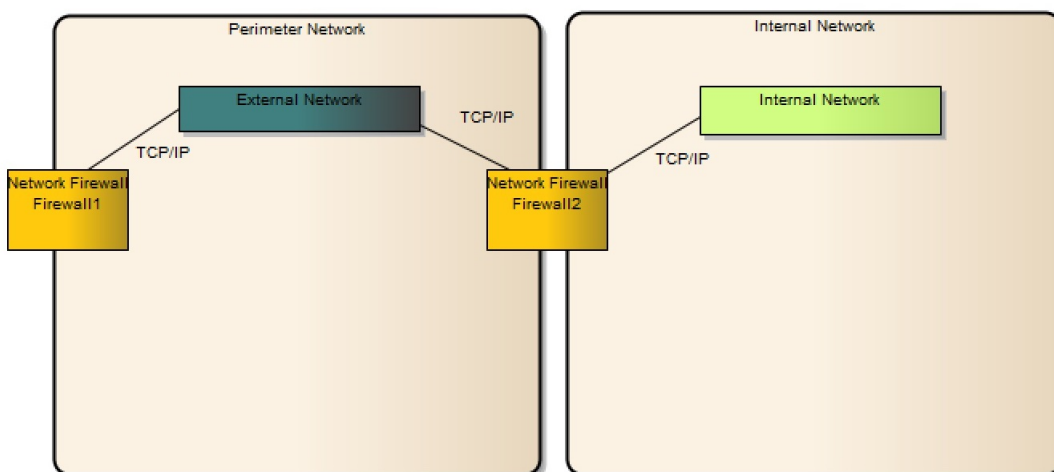 Perimeter Network
Internal Network
External Network
Internal Network
TCP/IP
TCP/IP
TCP/IP
Network Firewall
Firewall1
Network Firewall
Firewall2